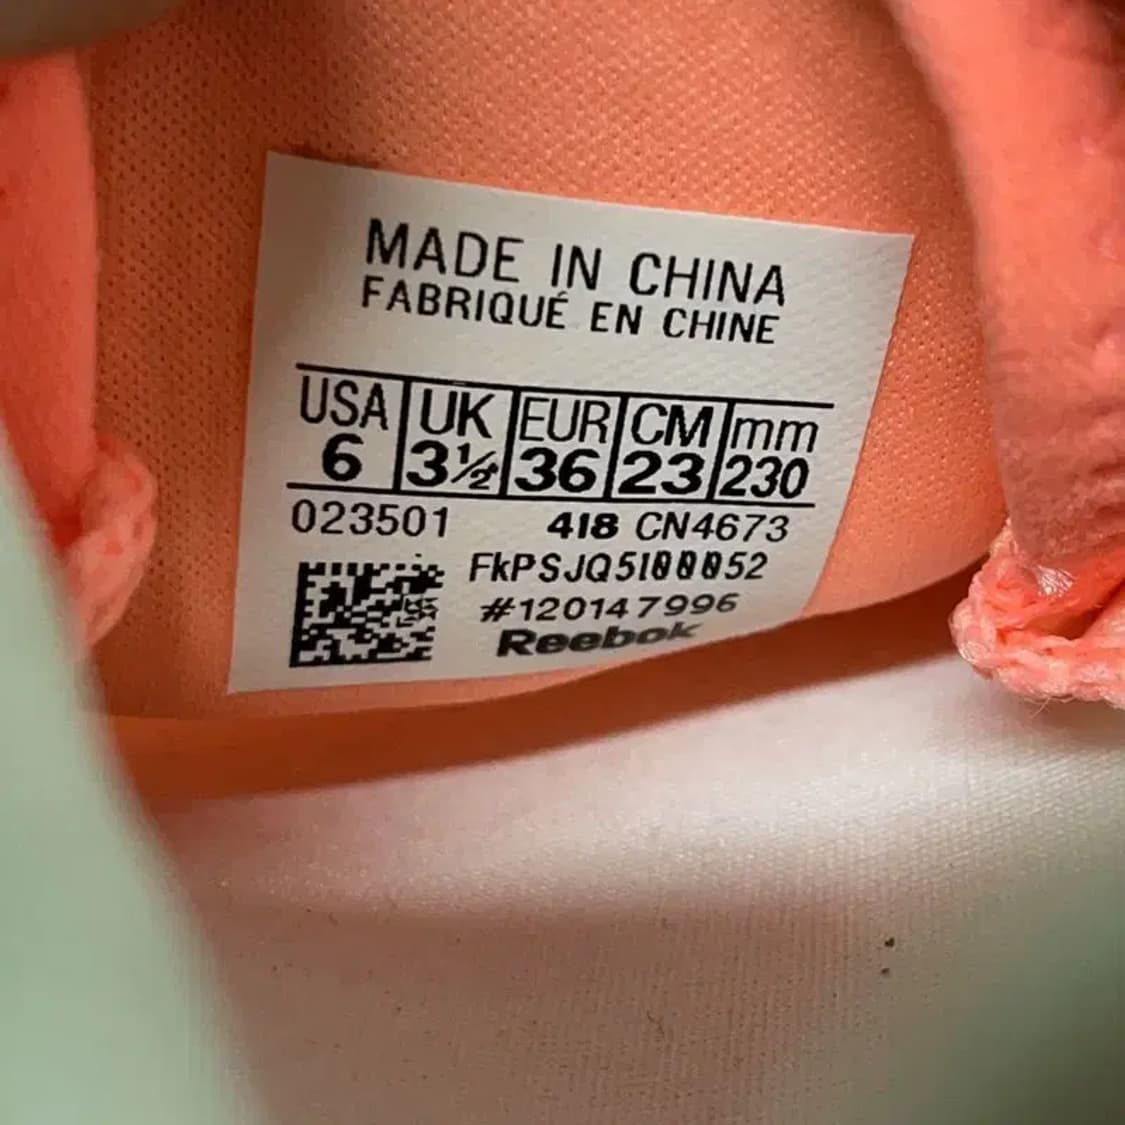 MADE IN CHINA
FABRIQUÉ EN CHINE
USA UK EUR CM mm
6 3½ 36 23 230
023501 418 CN4673
FkPSJQ5100052
#120147996
Reebok